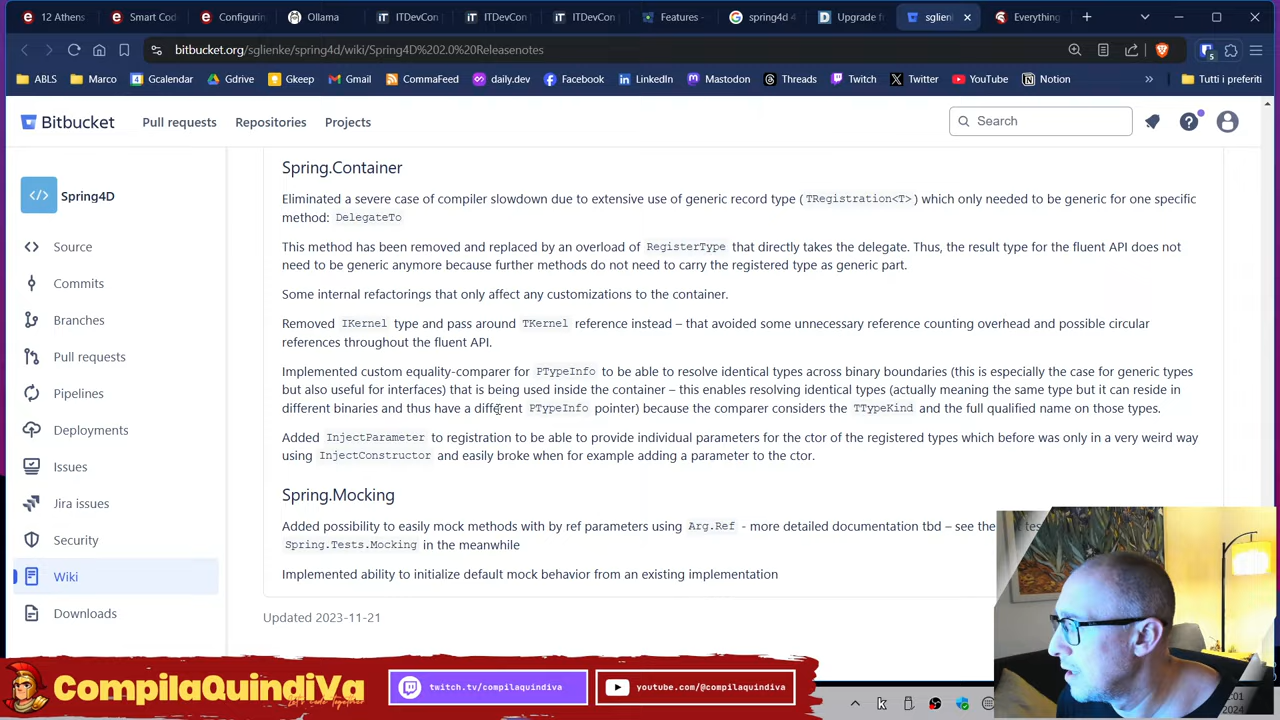 12 Athens
Smart Cod
Configurin
Ollama
ITDevCon
ITDevCon
ITDevCon
Features -
spring4d
Upgrade f
sglien
Everything
bitbucket.org/sglienke/spring4d/wiki/Spring4D%202.0%20Releasenotes
ABLS
Marco
Gcalendar
Gdrive
Gkeep
Gmail
CommaFeed
daily.dev
Facebook
LinkedIn
Mastodon
Threads
Twitch
Twitter
YouTube
Notion
»
Tutti i preferiti
Bitbucket
Pull requests
Repositories
Projects
Search
Spring4D
Source
Commits
Branches
Pull requests
Pipelines
Deployments
Issues
Jira issues
Security
Wiki
Downloads
Spring.Container
Eliminated a severe case of compiler slowdown due to extensive use of generic record type ( TRegistration<T> ) which only needed to be generic for one specific
method: DelegateTo
This method has been removed and replaced by an overload of RegisterType that directly takes the delegate. Thus, the result type for the fluent API does not
need to be generic anymore because further methods do not need to carry the registered type as generic part.
Some internal refactorings that only affect any customizations to the container.
Removed IKernel type and pass around TKernel reference instead – that avoided some unnecessary reference counting overhead and possible circular
references throughout the fluent API.
Implemented custom equality-comparer for PTypeInfo to be able to resolve identical types across binary boundaries (this is especially the case for generic types
but also useful for interfaces) that is being used inside the container – this enables resolving identical types (actually meaning the same type but it can reside in
different binaries and thus have a different PTypeInfo pointer) because the comparer considers the TTypeKind and the full qualified name on those types.
Added InjectParameter to registration to be able to provide individual parameters for the ctor of the registered types which before was only in a very weird way
using InjectConstructor and easily broke when for example adding a parameter to the ctor.
Spring.Mocking
Added possibility to easily mock methods with by ref parameters using Arg.Ref - more detailed documentation tbd – see the
Spring.Tests.Mocking in the meanwhile
Implemented ability to initialize default mock behavior from an existing implementation
Updated 2023-11-21
CompilaQuindiVa
Let's Code Together
twitch.tv/compilaquindiva
youtube.com/@compilaquindiva